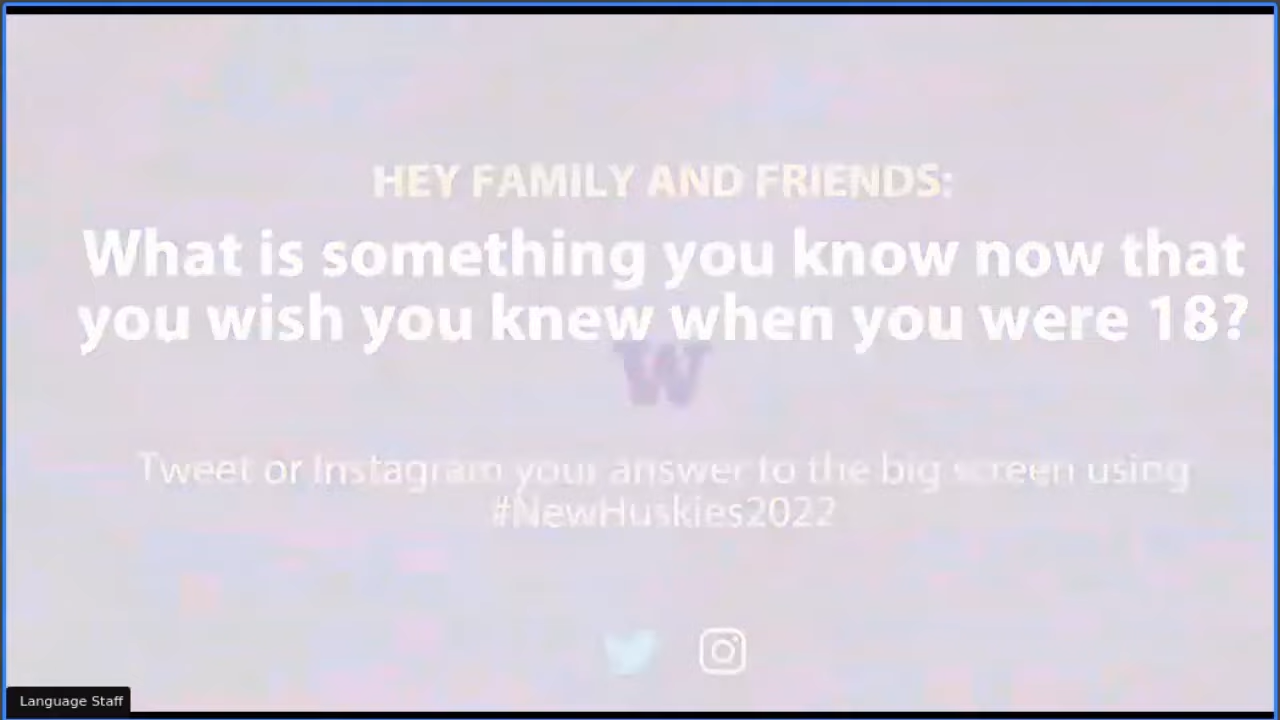 HEY FAMILY AND FRIENDS:
What is something you know now that
you wish you knew when you were 18?
W
Tweet or Instagram your answer to the big screen using
#NewHuskies2022
Language Staff